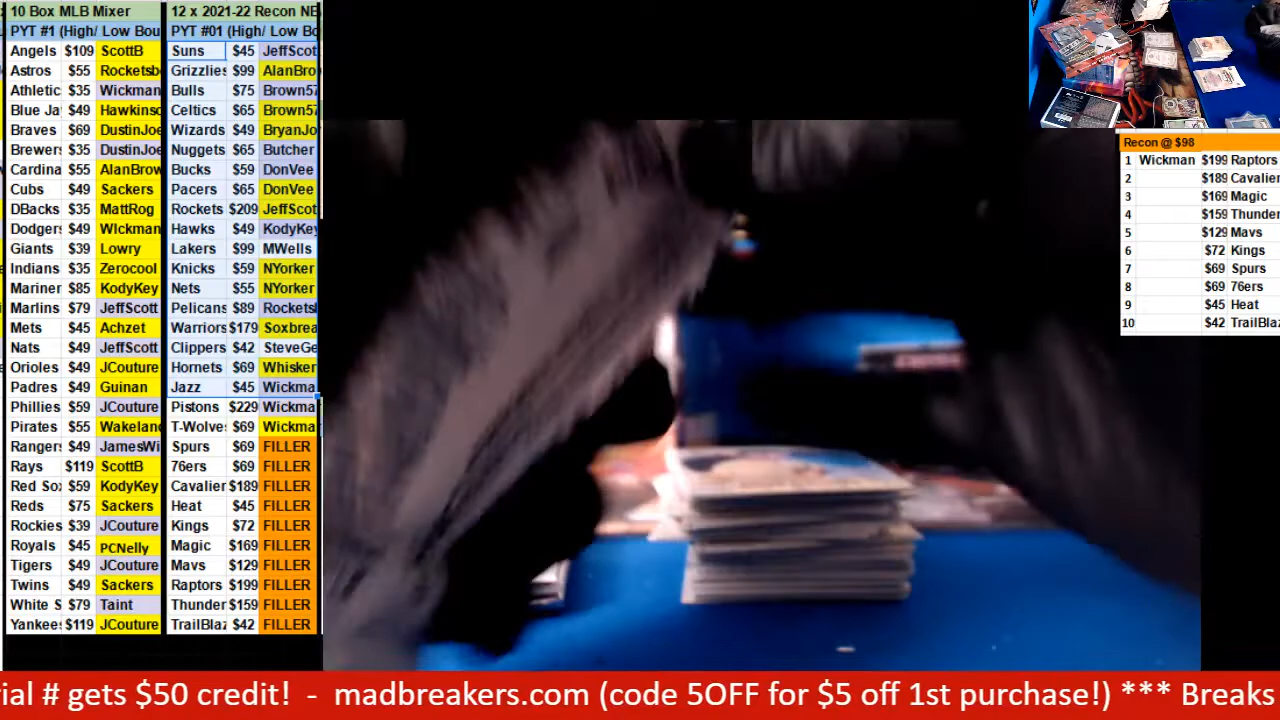 10 Box MLB Mixer
PYT #1 (High/ Low Bou
Angels $109 ScottB
Astros $55 Rocketsb
Athletic $35 Wickman
Blue Ja $49 Hawkins
Braves $69 DustinJoe
Brewers $35 DustinJoe
Cardina $55 AlanBrow
Cubs $49 Sackers
DBacks $35 MattRog
Dodgers $49 WIckman
Giants $39 Lowry
Indians $35 Zerocool
Mariner $85 KodyKey
Marlins $79 JeffScott
Mets $45 Achzet
Nats $49 JeffScott
Orioles $49 JCouture
Padres $49 Guinan
Phillies $59 JCouture
Pirates $55 Wakeland
Rangers $49 JamesWi
Rays $119 ScottB
Red Sox $59 KodyKey
Reds $75 Sackers
Rockies $39 JCouture
Royals $45 PCNelly
Tigers $49 JCouture
Twins $49 Sackers
White S $79 Taint
Yankee $119 JCouture
12 x 2021-22 Recon NB
PYT #01 (High/ Low Bo
Suns $45 JeffScot
Grizzlies $99 AlanBro
Bulls $75 Brown57
Celtics $65 Brown57
Wizards $49 BryanJo
Nuggets $65 Butcher
Bucks $59 DonVee
Pacers $65 DonVee
Rockets $209 JeffScot
Hawks $49 KodyKey
Lakers $99 MWells
Knicks $59 NYorker
Nets $55 NYorker
Pelicans $89 Rockets
Warriors $179 Soxbrea
Clippers $42 SteveGe
Hornets $69 Whisker
Jazz $45 Wickma
Pistons $229 Wickma
T-Wolves $69 Wickma
Spurs $69 FILLER
76ers $69 FILLER
Cavalier $189 FILLER
Heat $45 FILLER
Kings $72 FILLER
Magic $169 FILLER
Mavs $129 FILLER
Raptors $199 FILLER
Thunder $159 FILLER
TrailBlaz $42 FILLER
Recon @ $98
1 Wickman $199 Raptors
2 $189 Cavalier
3 $169 Magic
4 $159 Thunder
5 $129 Mavs
6 $72 Kings
7 $69 Spurs
8 $69 76ers
9 $45 Heat
10 $42 TrailBlaz
ial # gets $50 credit! - madbreakers.com (code 5OFF for $5 off 1st purchase!) *** Breaks